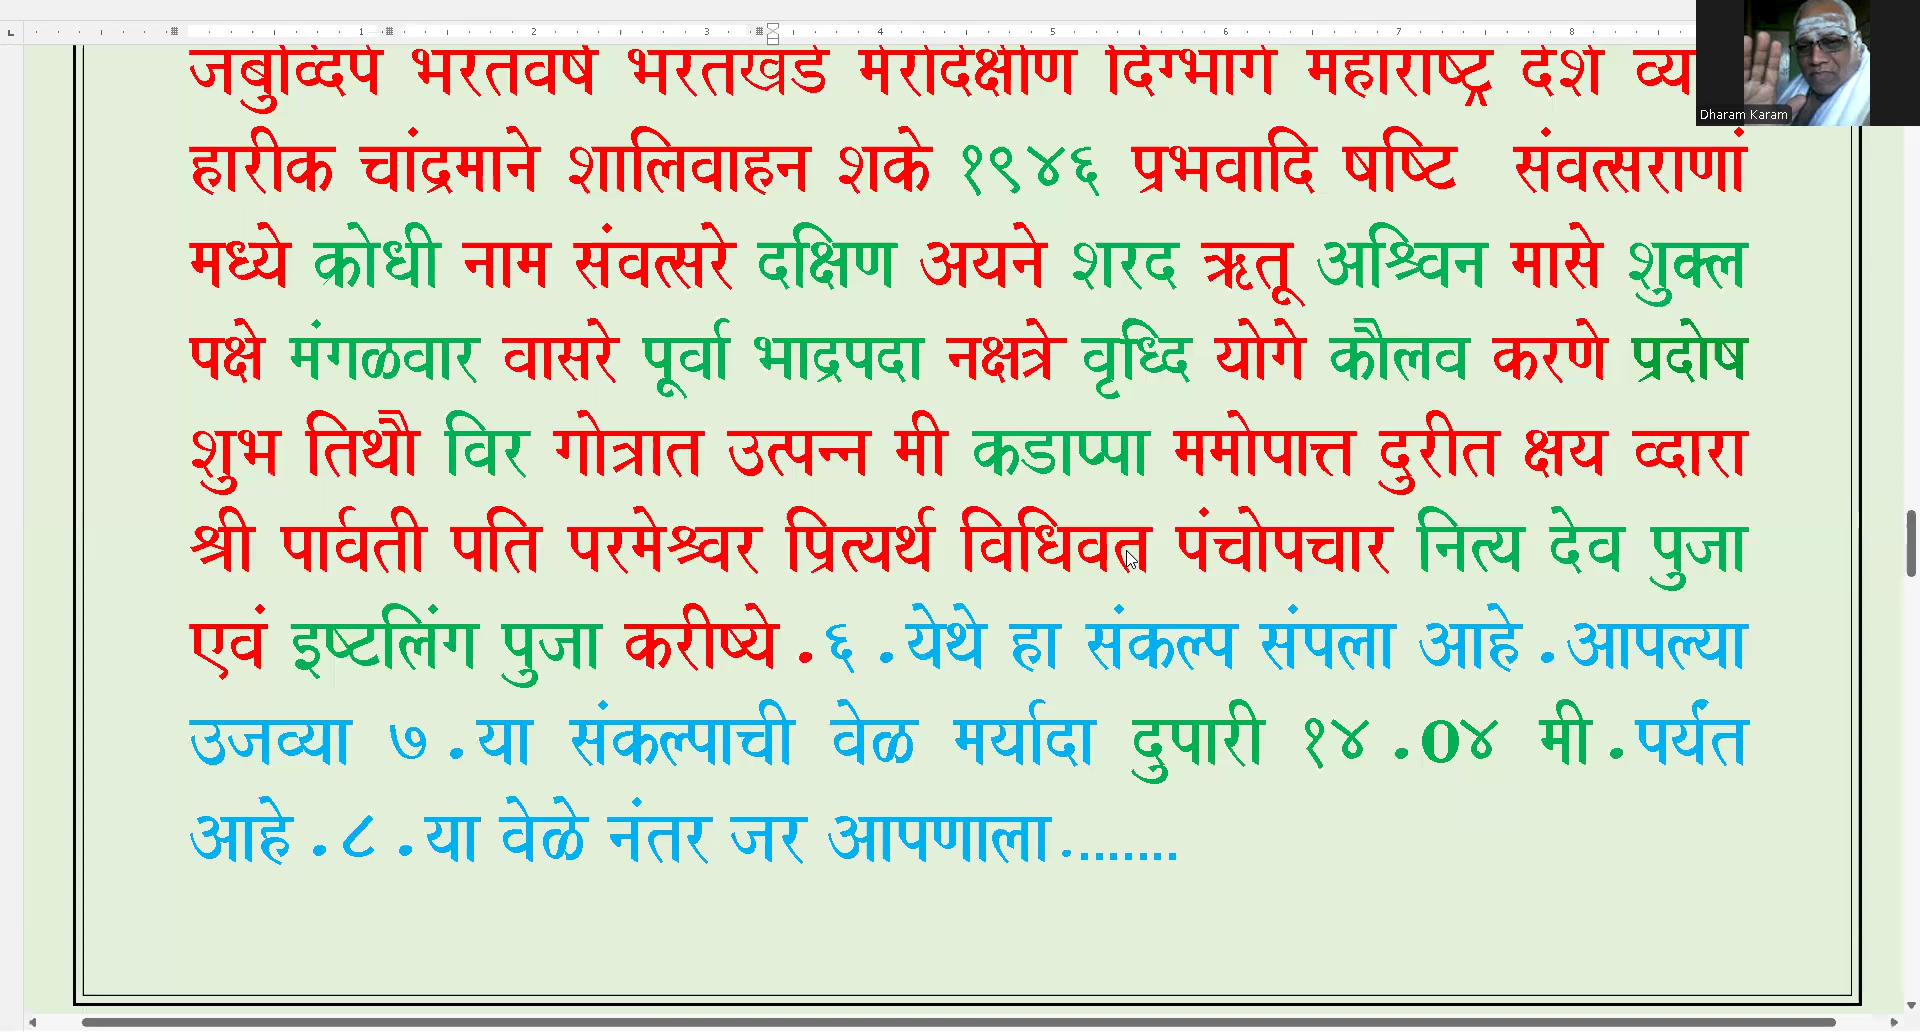 जंबुव्दिपे भरतवर्षे भरतखंडे मेरोदक्षीणे दिग्भागे महाराष्ट्र देशे व्या
हारीक चांद्रमाने शालिवाहन शके १९४६ प्रभवादि षष्टि संवत्सराणां
मध्ये क्रोधी नाम संवत्सरे दक्षिण अयने शरद ऋतू अश्विन मासे शुक्ल
पक्षे मंगळवार वासरे पूर्वा भाद्रपदा नक्षत्रे वृध्दि योगे कौलव करणे प्रदोष
शुभ तिथौ विर गोत्रात उत्पन्न मी कडाप्पा ममोपात्त दुरीत क्षय व्दारा
श्री पार्वती पति परमेश्वर प्रित्यर्थ विधिवत पंचोपचार नित्य देव पुजा
एवं इष्टलिंग पुजा करीष्ये.६.येथे हा संकल्प संपला आहे.आपल्या
उजव्या ७.या संकल्पाची वेळ मर्यादा दुपारी १४.0४ मी.पर्यंत
आहे.८.या वेळे नंतर जर आपणाला........
Dharam Karam